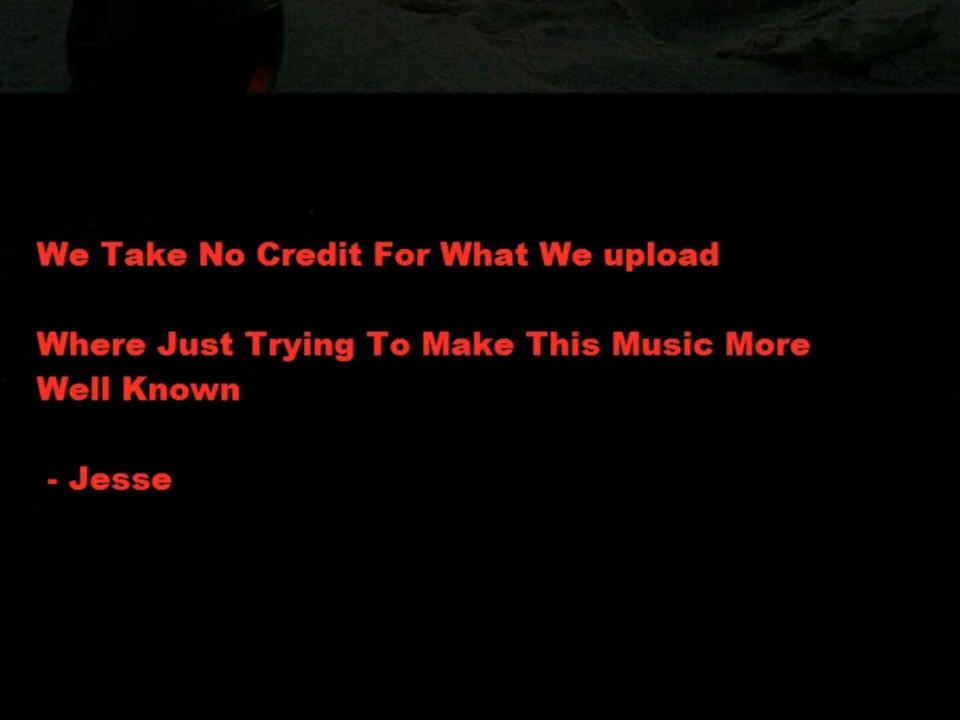 We Take No Credit For What We upload
Where Just Trying To Make This Music More
Well Known
- Jesse